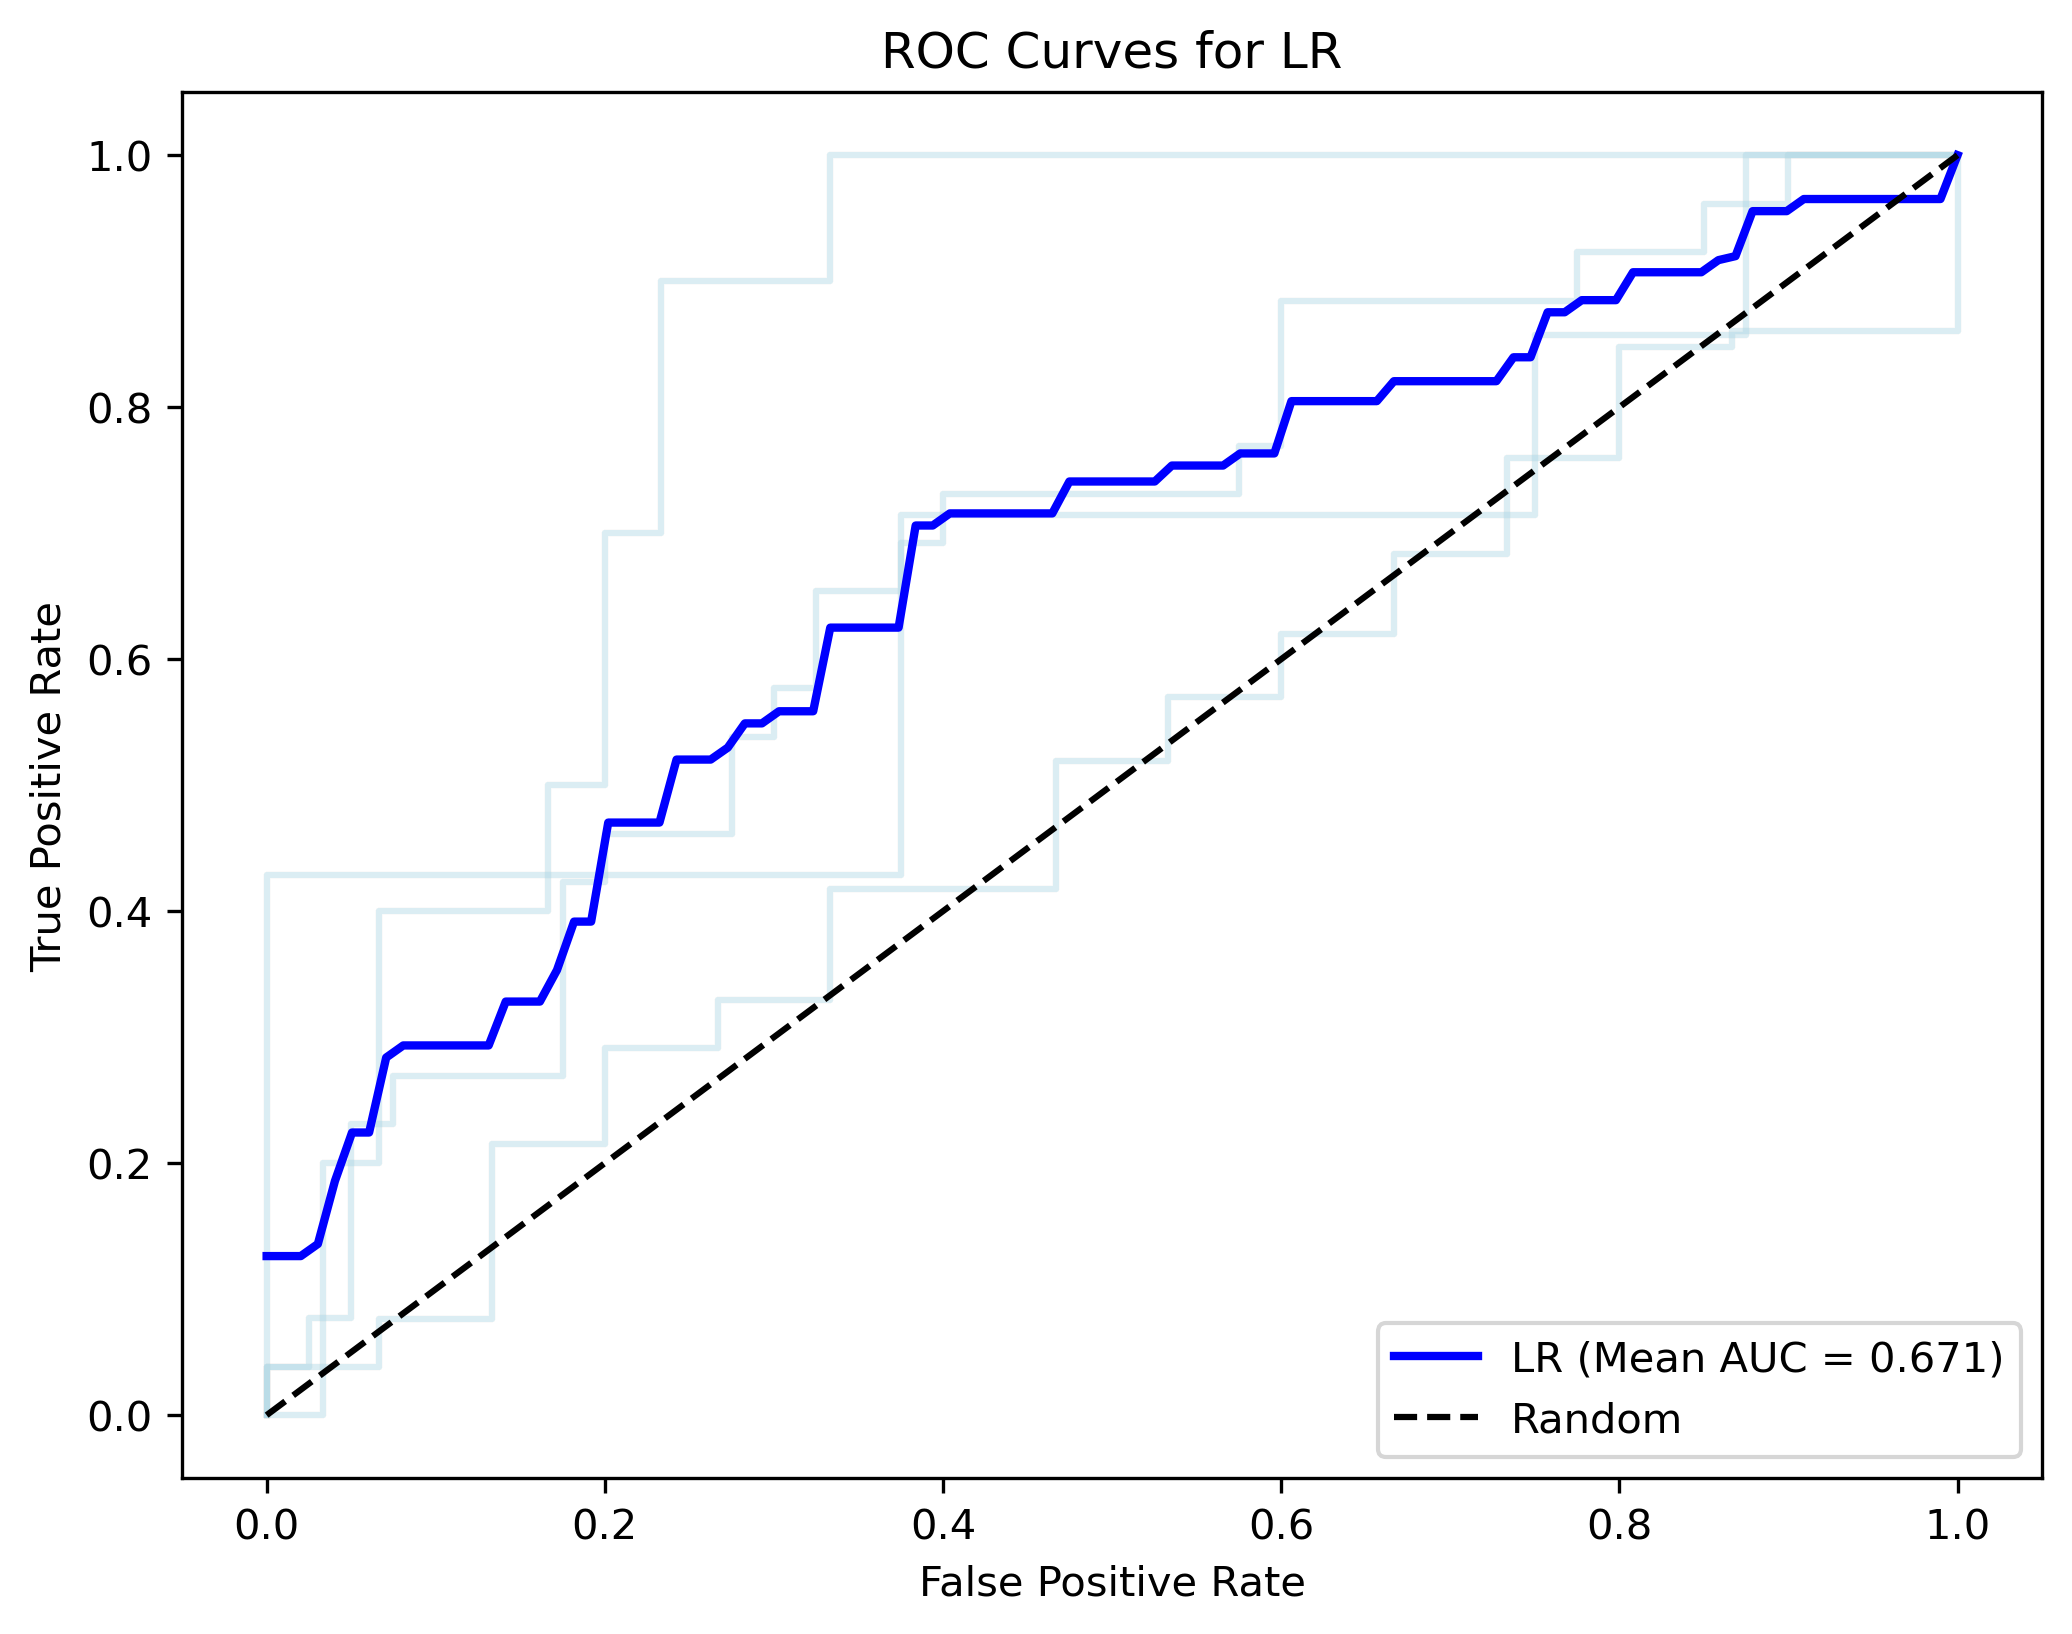 ROC Curves for LR
True Positive Rate
1.0
0.8
0.6
0.4
0.2
0.0
LR (Mean AUC = 0.671)
Random
0.0 0.2 0.4 0.6 0.8 1.0
False Positive Rate